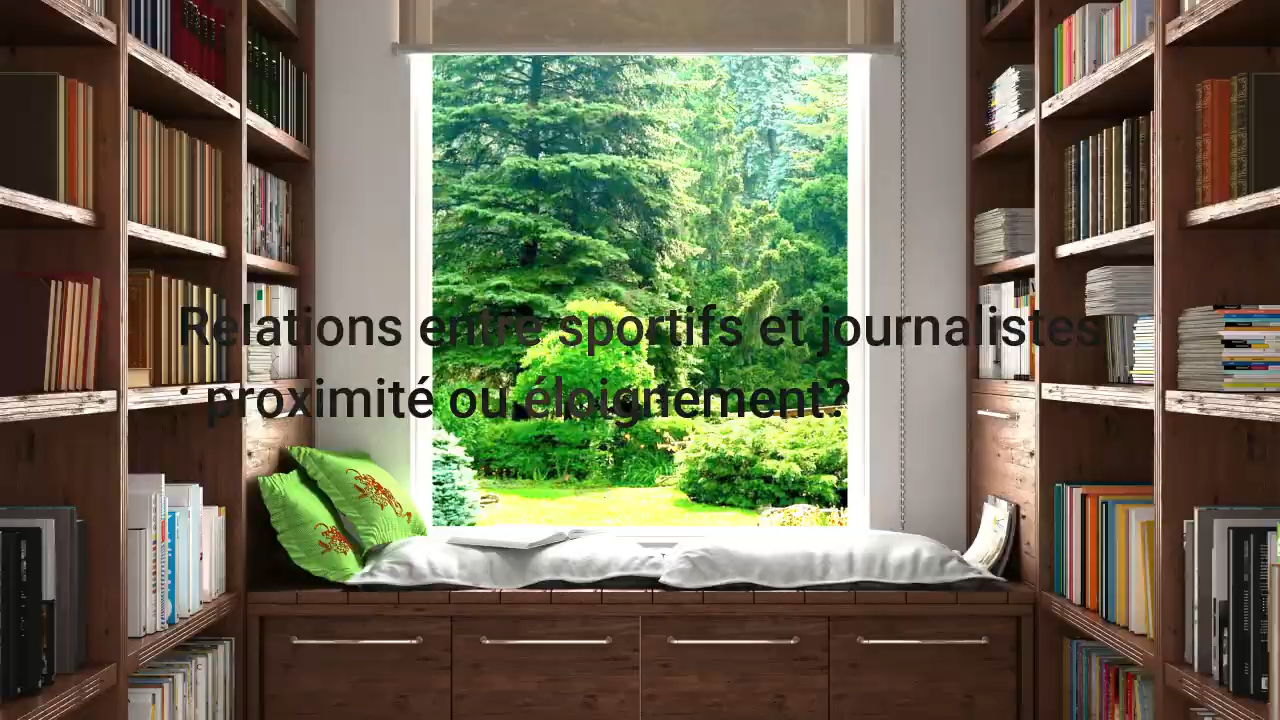 Relations entre sportifs et journalistes
: proximité ou éloignement?